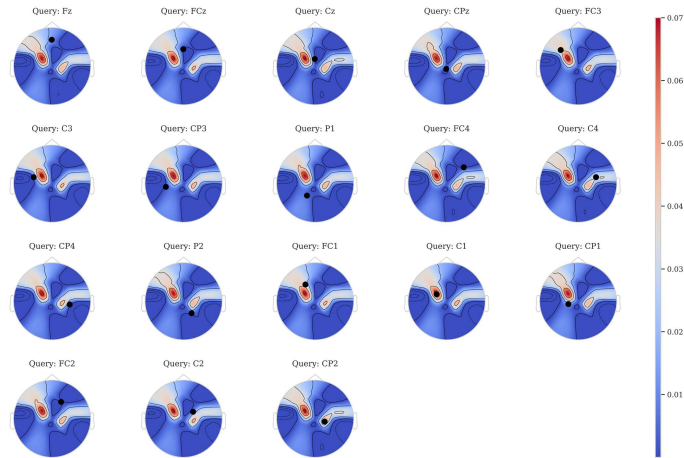 Query: Fz
Query: FCz
Query: Cz
Query: CPz
Query: FC3
0.07
0.06
Query: C3
Query: CP3
Query: P1
Query: FC4
Query: C4
0.05
0.04
Query: CP4
Query: P2
Query: FC1
Query: C1
Query: CP1
0.03
0.02
Query: FC2
Query: C2
Query: CP2
0.01